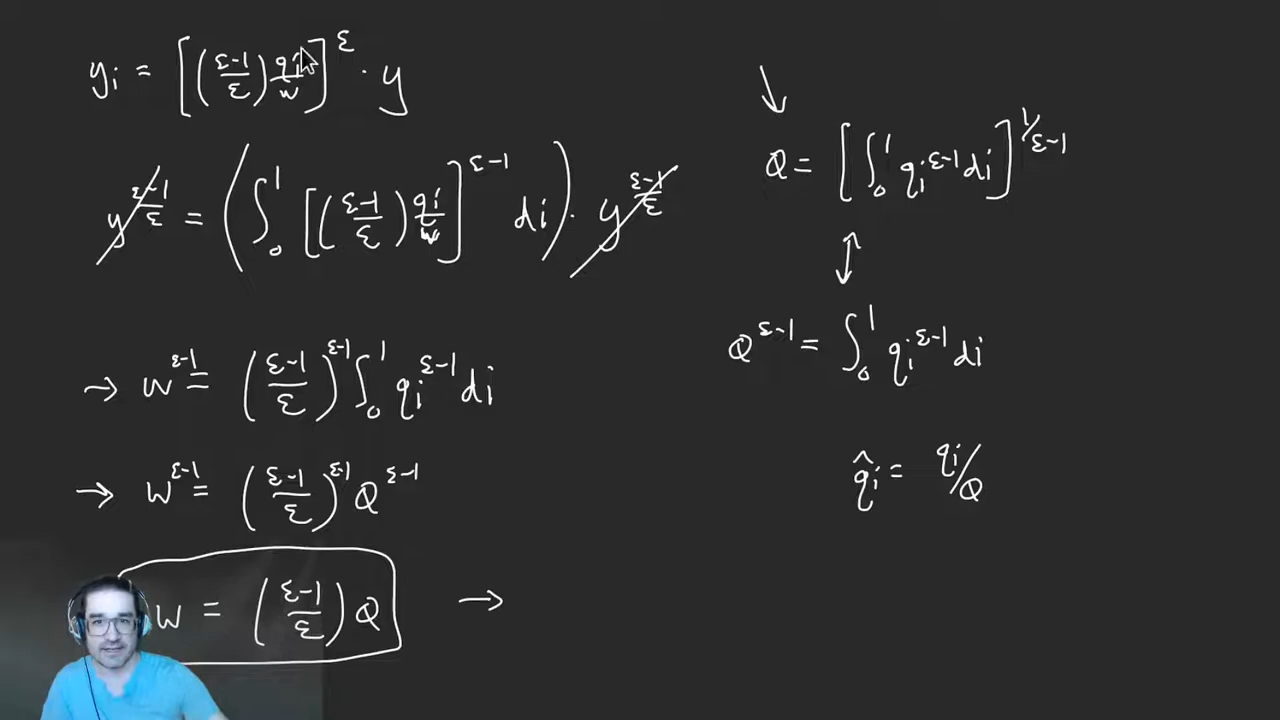 yi = [(ε-1/ε) qi/w]^ε · y
y^(ε-1/ε) = (∫₀¹ [(ε-1/ε) qi/w]^(ε-1) di) · y^(ε-1/ε)
→ w^(ε-1) = (ε-1/ε)^(ε-1) ∫₀¹ qi^(ε-1) di
→ w^(ε-1) = (ε-1/ε)^(ε-1) Q^(ε-1)
w = (ε-1/ε) Q →
↓
Q = [∫₀¹ qi^(ε-1) di]^(1/ε-1)
↕
Q^(ε-1) = ∫₀¹ qi^(ε-1) di
q̂i = qi/Q